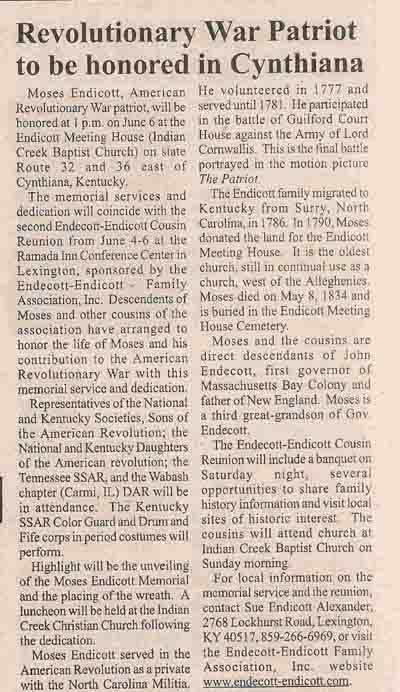 Revolutionary War Patriot
to be honored in Cynthiana
Moses Endicott, American
Revolutionary War patriot, will be
honored at 1 p.m. on June 6 at the
Endicott Meeting House (Indian
Creek Baptist Church) on state
Route 32 and 36 east of
Cynthiana, Kentucky.
The memorial services and
dedication will coincide with the
second Endecott-Endicott Cousin
Reunion from June 4-6 at the
Ramada Inn Conference Center in
Lexington, sponsored by the
Endecott-Endicott - Family
Association, Inc. Descendents of
Moses and other cousins of the
association have arranged to
honor the life of Moses and his
contribution to the American
Revolutionary War with this
memorial service and dedication.
Representatives of the National
and Kentucky Societies, Sons of
the American Revolution; the
National and Kentucky Daughters
of the American revolution; the
Tennessee SSAR, and the Wabash
chapter (Carmi, IL) DAR will be
in attendance. The Kentucky
SSAR Color Guard and Drum and
Fife corps in period costumes will
perform.
Highlight will be the unveiling
of the Moses Endicott Memorial
and the placing of the wreath. A
luncheon will be held at the Indian
Creek Christian Church following
the dedication.
Moses Endicott served in the
American Revolution as a private
with the North Carolina Militia.
He volunteered in 1777 and
served until 1781. He participated
in the battle of Guilford Court
House against the Army of Lord
Cornwallis. This is the final battle
portrayed in the motion picture
The Patriot.
The Endicott family migrated to
Kentucky from Surry, North
Carolina, in 1786. In 1790, Moses
donated the land for the Endicott
Meeting House. It is the oldest
church, still in continual use as a
church, west of the Alleghenies.
Moses died on May 8, 1834 and
is buried in the Endicott Meeting
House Cemetery.
Moses and the cousins are
direct descendants of John
Endecott, first governor of
Massachusetts Bay Colony and
father of New England. Moses is
a third great-grandson of Gov.
Endecott.
The Endecott-Endicott Cousin
Reunion will include a banquet on
Saturday night, several
opportunities to share family
history information and visit local
sites of historic interest. The
cousins will attend church at
Indian Creek Baptist Church on
Sunday morning.
For local information on the
memorial service and the reunion,
contact Sue Endicott Alexander,
2768 Lockhurst Road, Lexington,
KY 40517, 859-266-6969, or visit
the Endecott-Endicott Family
Association, Inc. website
www.endecott-endicott.com.